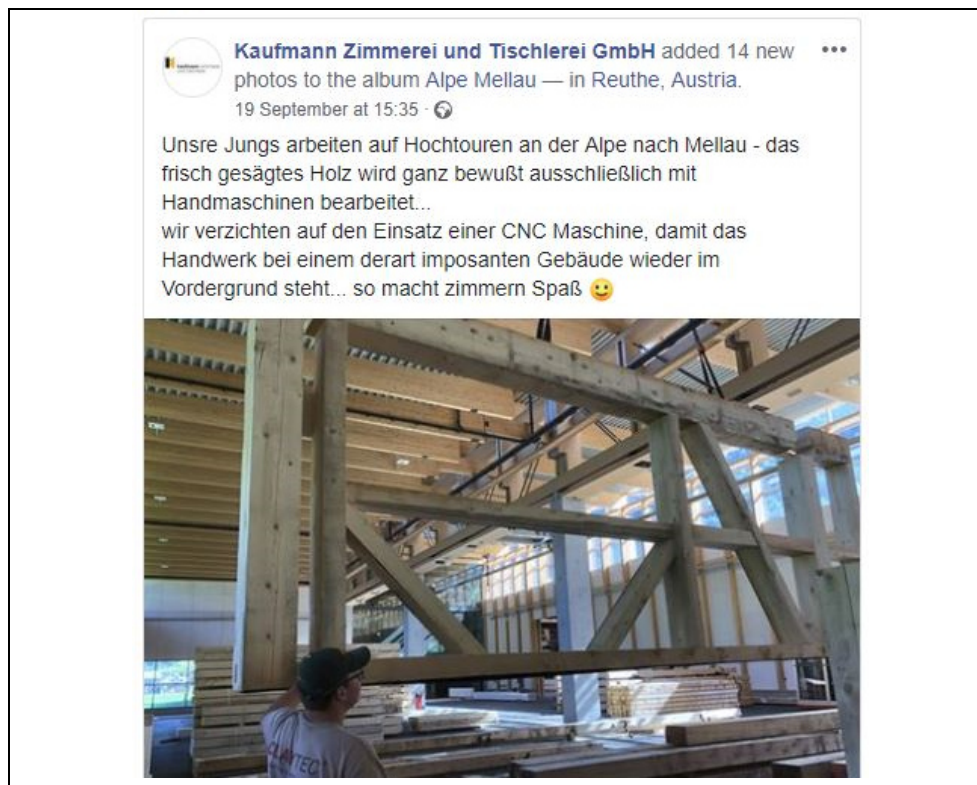 Kaufmann Zimmerei und Tischlerei GmbH added 14 new
photos to the album Alpe Mellau — in Reuthe, Austria.
19 September at 15:35 ·
Unsre Jungs arbeiten auf Hochtouren an der Alpe nach Mellau - das
frisch gesägtes Holz wird ganz bewußt ausschließlich mit
Handmaschinen bearbeitet...
wir verzichten auf den Einsatz einer CNC Maschine, damit das
Handwerk bei einem derart imposanten Gebäude wieder im
Vordergrund steht... so macht zimmern Spaß 🙂